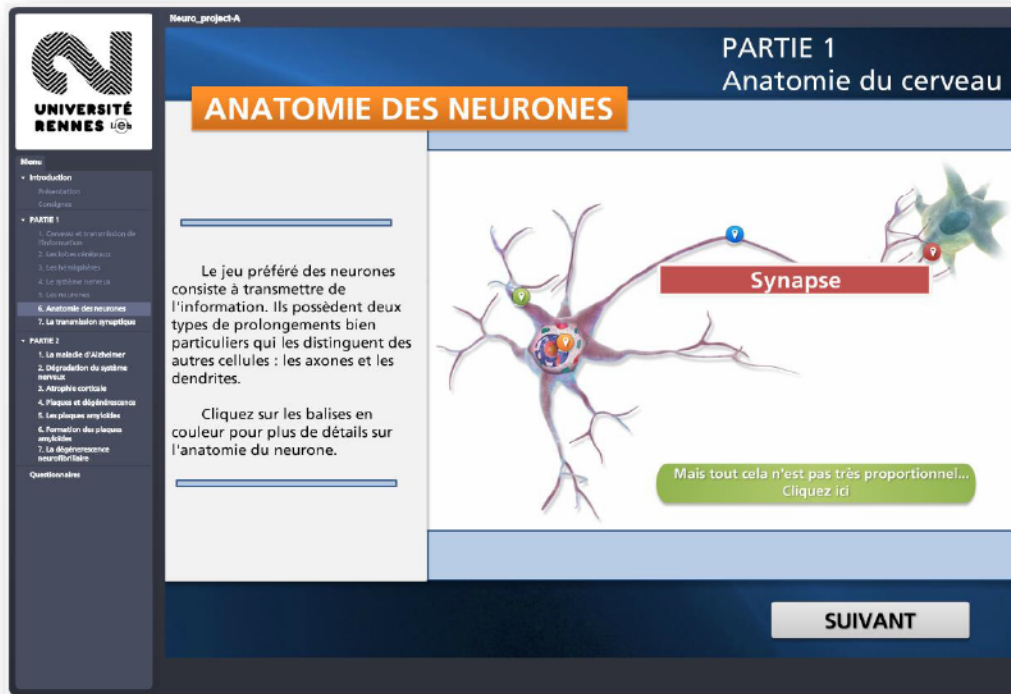 Neuro_project-A
UNIVERSITÉ
RENNES ueb
PARTIE 1
Anatomie du cerveau
ANATOMIE DES NEURONES
Menu
Introduction
Présentation
Consignes
PARTIE 1
1. Cerveau et transmission de
l'information
2. Les lobes cérébraux
3. Les hémisphères
4. Le système nerveux
5. Les neurones
6. Anatomie des neurones
7. La transmission synaptique
PARTIE 2
1. La maladie d'Alzheimer
2. Dégradation du système
nerveux
3. Atrophie corticale
4. Plaques et dégénérescence
5. Les plaques amyloïdes
6. Formation des plaques
amyloïdes
7. La dégénerescence
neurofibrillaire
Questionnaires
Le jeu préféré des neurones
consiste à transmettre de
l'information. Ils possèdent deux
types de prolongements bien
particuliers qui les distinguent des
autres cellules : les axones et les
dendrites.
Cliquez sur les balises en
couleur pour plus de détails sur
l'anatomie du neurone.
Synapse
Mais tout cela n'est pas très proportionnel...
Cliquez ici
SUIVANT